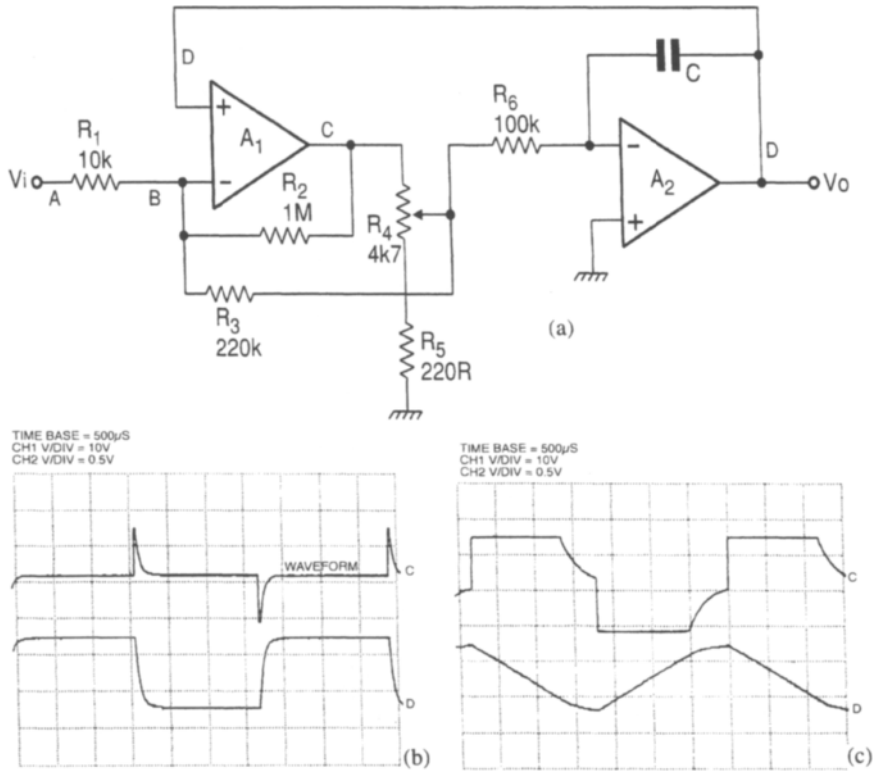 D
C
R6
100k
C
A1
R1
10k
D
Vi
A
B
R2
1M
R4
4k7
A2
Vo
R3
220k
(a)
R5
220R
TIME BASE = 500µS
CH1 V/DIV = 10V
CH2 V/DIV = 0.5V
WAVEFORM
C
D
(b)
TIME BASE = 500µS
CH1 V/DIV = 10V
CH2 V/DIV = 0.5V
C
D
(c)